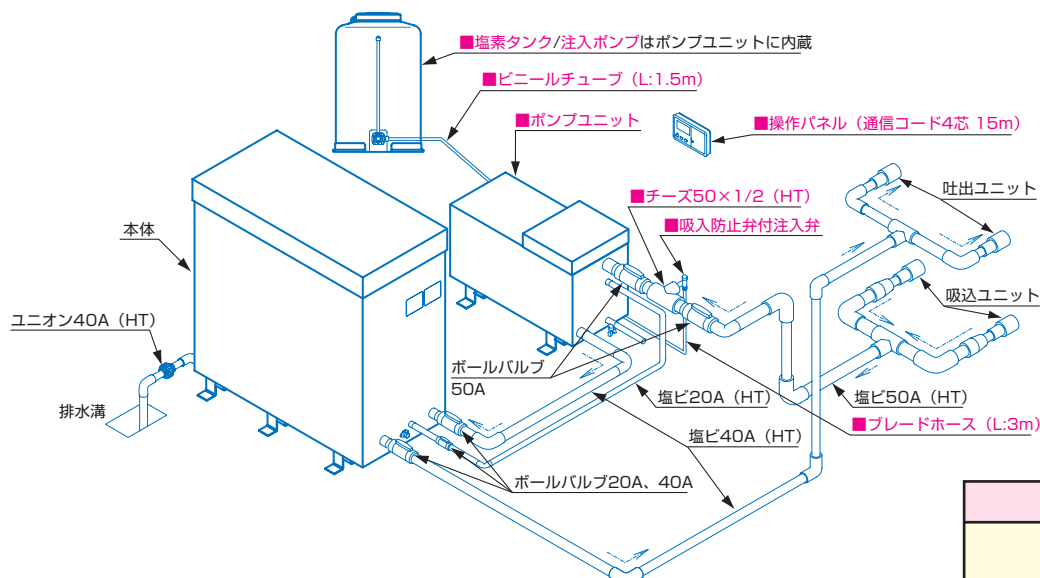 ■塩素タンク/注入ポンプはポンプユニットに内蔵
■ビニールチューブ（L:1.5m）
■ポンプユニット
■操作パネル（通信コード4芯 15m）
■チーズ50×1/2（HT）
吐出ユニット
■吸入防止弁付注入弁
本体
吸込ユニット
ユニオン40A（HT）
ボールバルブ
50A
塩ビ20A（HT）
塩ビ50A（HT）
排水溝
■ブレードホース（L:3m）
塩ビ40A（HT）
ボールバルブ20A、40A